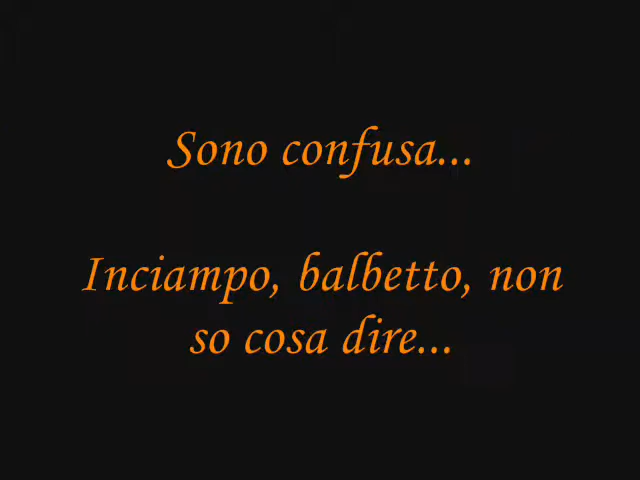 Sono confusa...
Inciampo, balbetto, non
so cosa dire...